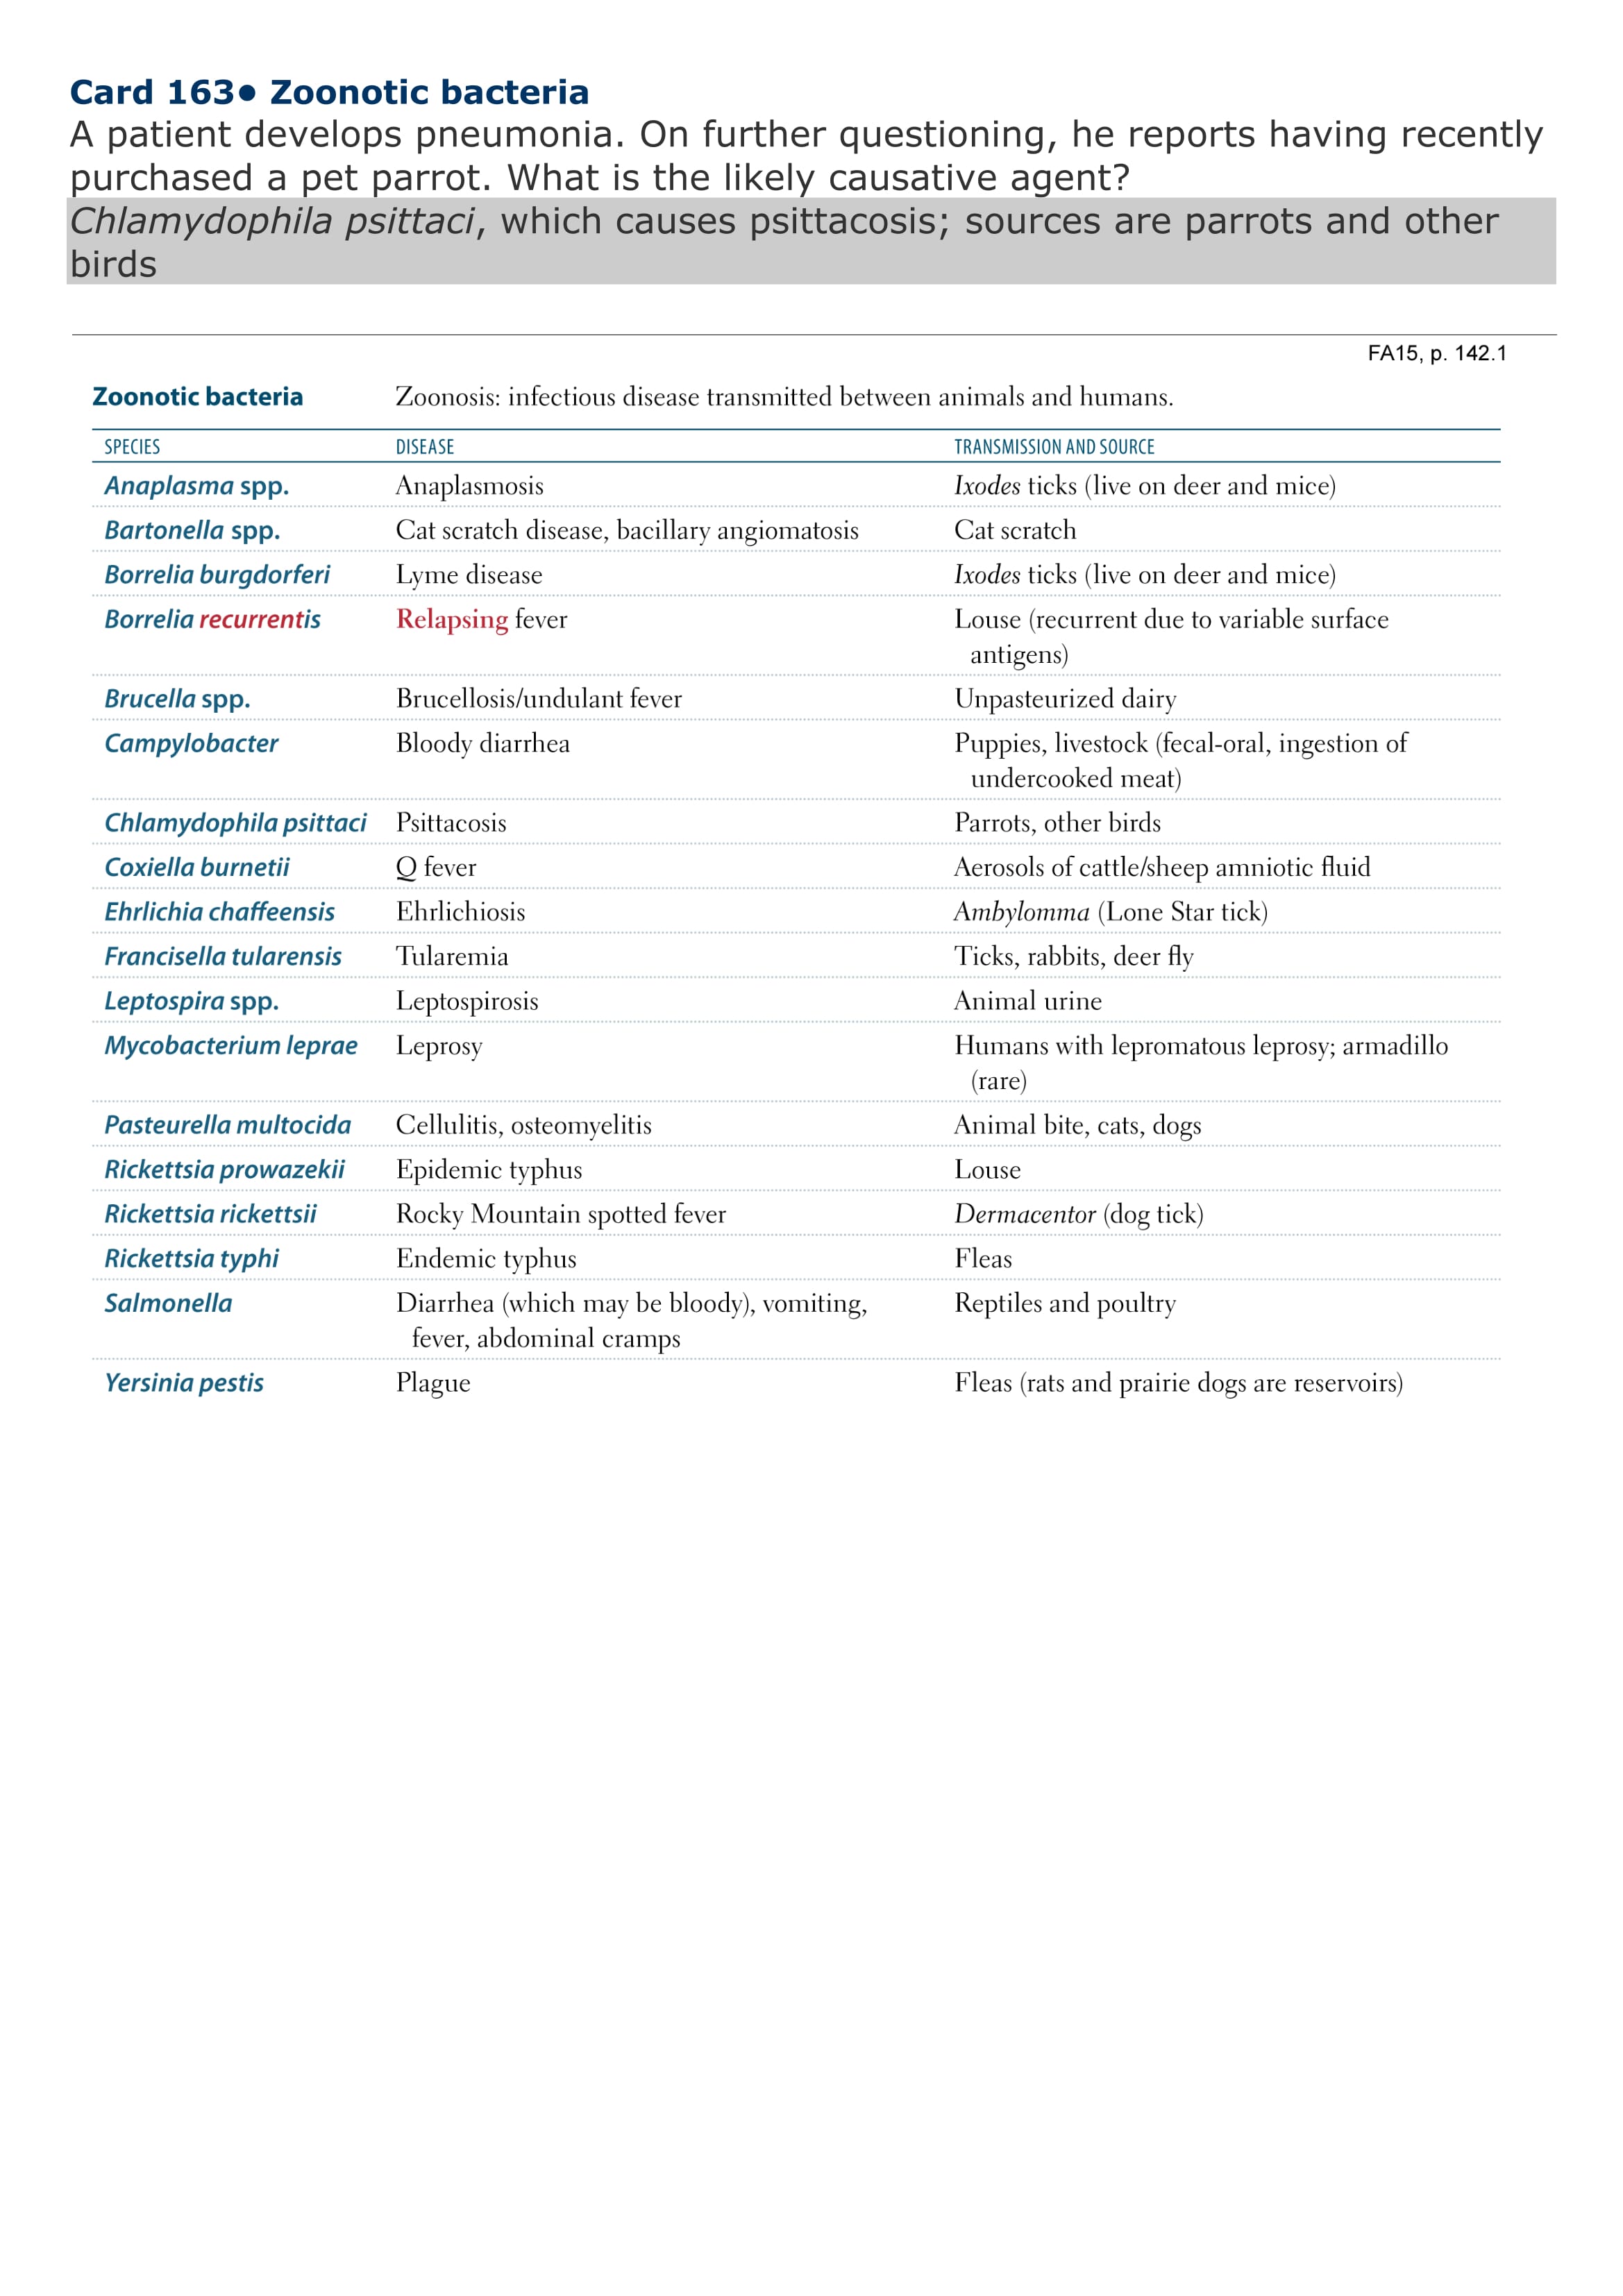 Card 163• Zoonotic bacteria
A patient develops pneumonia. On further questioning, he reports having recently
purchased a pet parrot. What is the likely causative agent?
Chlamydophila psittaci, which causes psittacosis; sources are parrots and other
birds
FA15, p. 142.1
Zoonotic bacteria Zoonosis: infectious disease transmitted between animals and humans.
SPECIES DISEASE TRANSMISSION AND SOURCE
Anaplasma spp. Anaplasmosis Ixodes ticks (live on deer and mice)
Bartonella spp. Cat scratch disease, bacillary angiomatosis Cat scratch
Borrelia burgdorferi Lyme disease Ixodes ticks (live on deer and mice)
Borrelia recurrentis Relapsing fever Louse (recurrent due to variable surface
antigens)
Brucella spp. Brucellosis/undulant fever Unpasteurized dairy
Campylobacter Bloody diarrhea Puppies, livestock (fecal-oral, ingestion of
undercooked meat)
Chlamydophila psittaci Psittacosis Parrots, other birds
Coxiella burnetii Q fever Aerosols of cattle/sheep amniotic fluid
Ehrlichia chaffeensis Ehrlichiosis Ambylomma (Lone Star tick)
Francisella tularensis Tularemia Ticks, rabbits, deer fly
Leptospira spp. Leptospirosis Animal urine
Mycobacterium leprae Leprosy Humans with lepromatous leprosy; armadillo
(rare)
Pasteurella multocida Cellulitis, osteomyelitis Animal bite, cats, dogs
Rickettsia prowazekii Epidemic typhus Louse
Rickettsia rickettsii Rocky Mountain spotted fever Dermacentor (dog tick)
Rickettsia typhi Endemic typhus Fleas
Salmonella Diarrhea (which may be bloody), vomiting, Reptiles and poultry
fever, abdominal cramps
Yersinia pestis Plague Fleas (rats and prairie dogs are reservoirs)